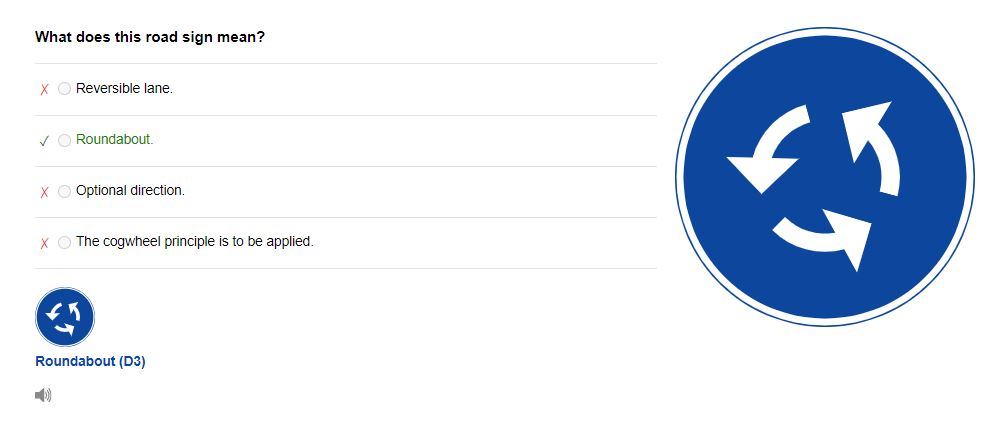 What does this road sign mean?
Reversible lane.
Roundabout.
Optional direction.
The cogwheel principle is to be applied.
Roundabout (D3)